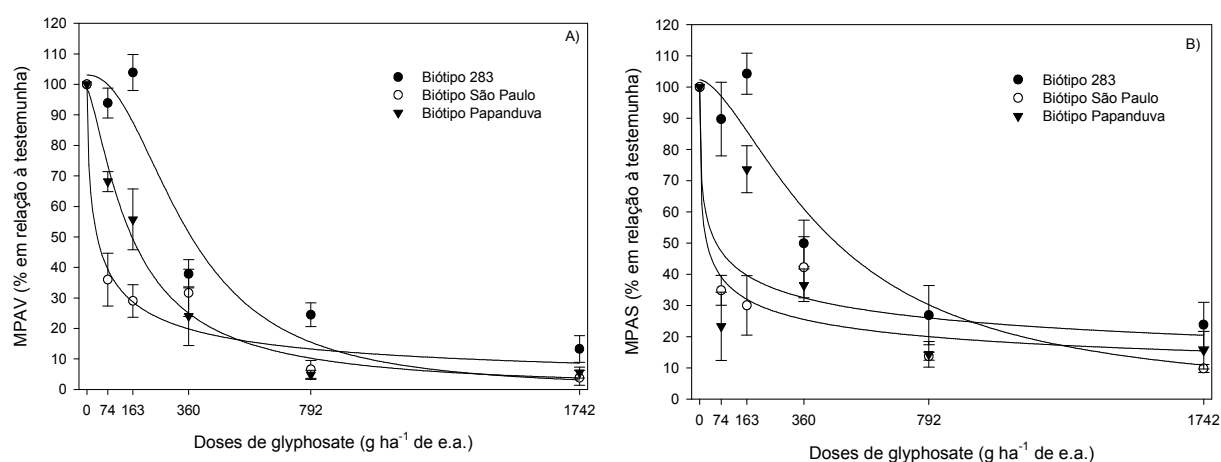 120
110
100
90
80
70
60
50
40
30
20
10
0
MPAV (% em relação à testemunha)
A)
Biótipo 283
Biótipo São Paulo
Biótipo Papanduva
0 74 163 360 792 1742
Doses de glyphosate (g ha⁻¹ de e.a.)
120
110
100
90
80
70
60
50
40
30
20
10
0
MPAS (% em relação à testemunha)
B)
Biótipo 283
Biótipo São Paulo
Biótipo Papanduva
0 74 163 360 792 1742
Doses de glyphosate (g ha⁻¹ de e.a.)